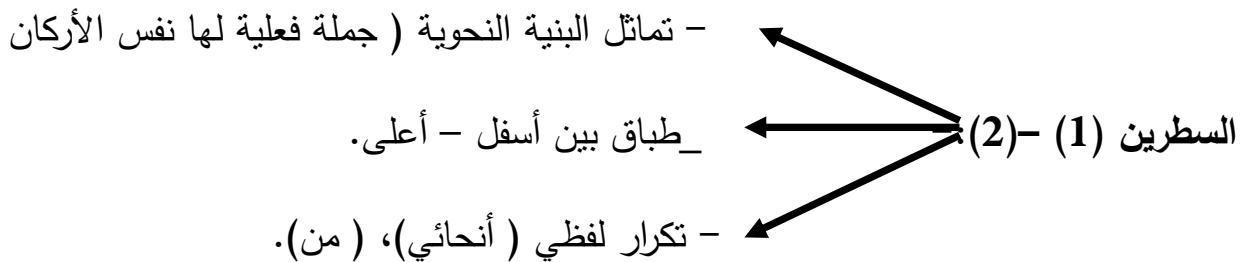 – تماثل البنية النحوية ( جملة فعلية لها نفس الأركان
السطرين (1) –(2):
_طباق بين أسفل – أعلى.
– تكرار لفظي ( أنحائي)، ( من).